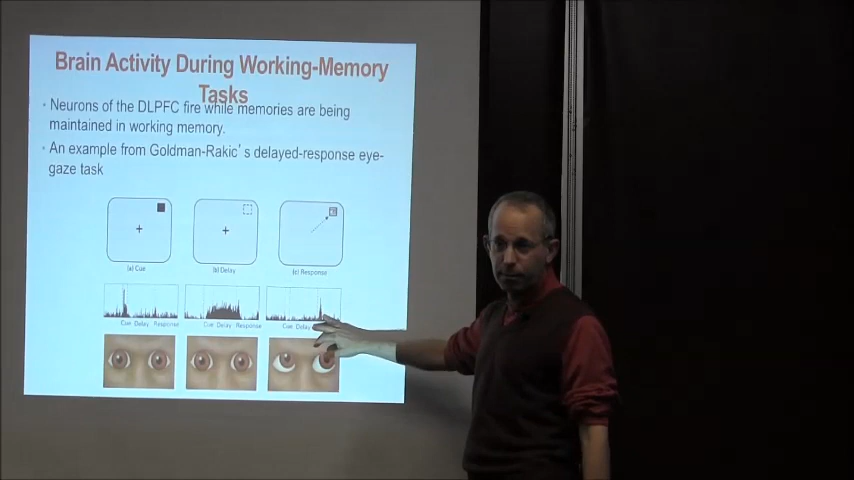 Brain Activity During Working-Memory
Tasks
• Neurons of the DLPFC fire while memories are being
maintained in working memory.
• An example from Goldman-Rakic's delayed-response eye-
gaze task
(a) Cue (b) Delay (c) Response
Cue Delay Response Cue Delay Response Cue Delay